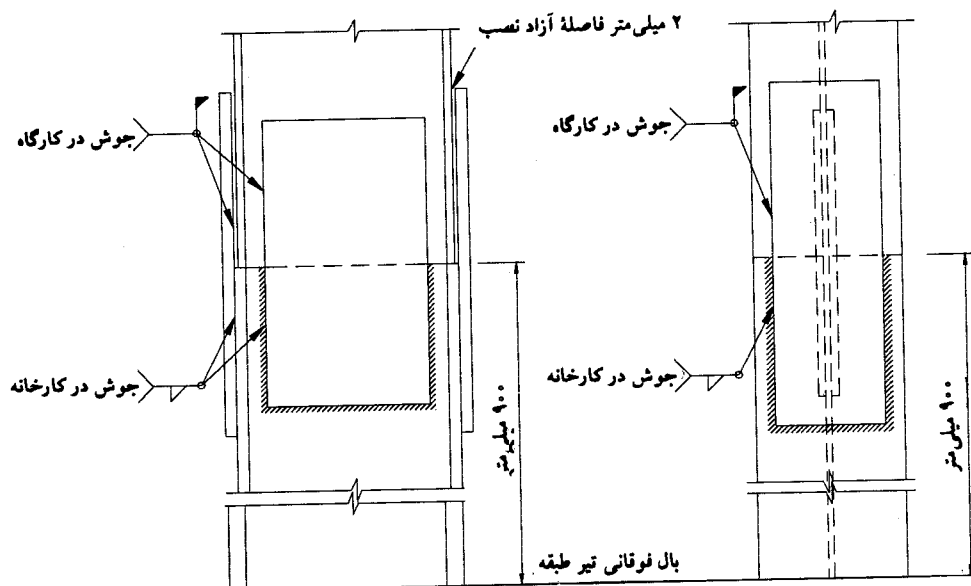 ۲ میلی‌متر فاصلهٔ آزاد نصب
جوش در کارگاه
جوش در کارگاه
جوش در کارخانه
جوش در کارخانه
۹۰۰ میلی‌متر
۹۰۰ میلی‌متر
بال فوقانی تیر طبقه